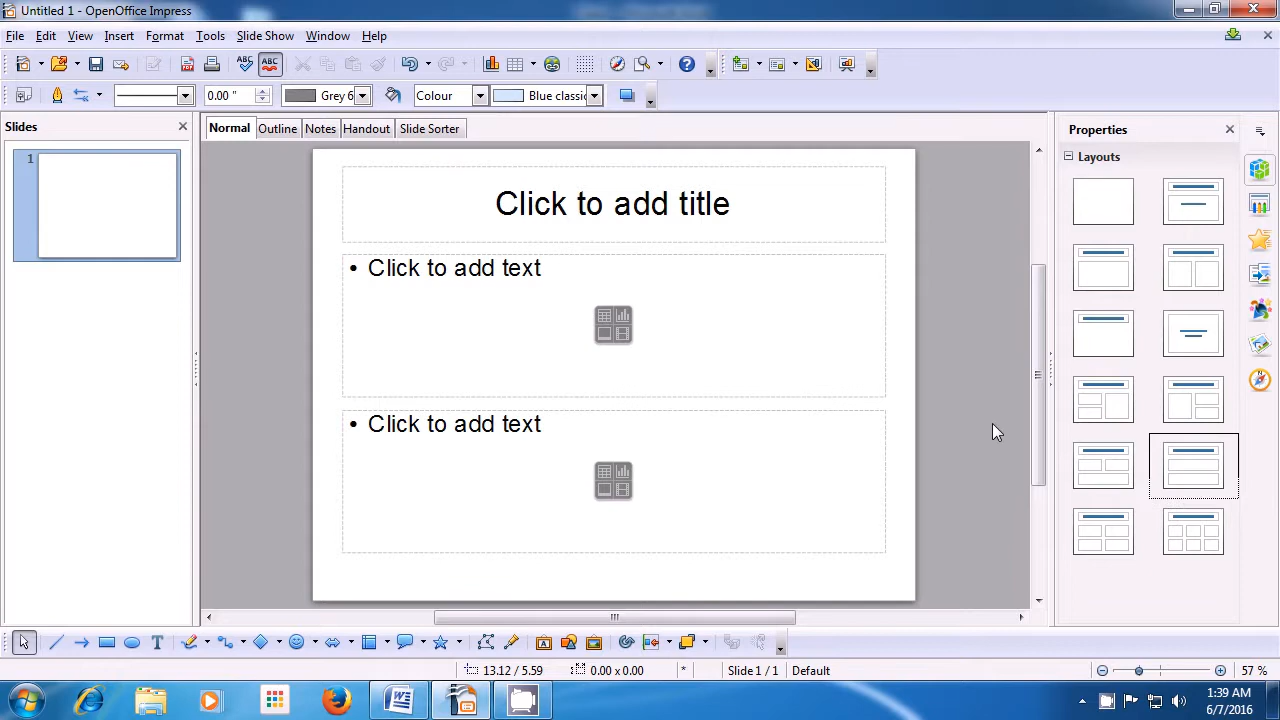 Untitled 1 - OpenOffice Impress
File Edit View Insert Format Tools Slide Show Window Help
0.00 " Grey 6 Colour Blue classic
Slides
1
Normal Outline Notes Handout Slide Sorter
Properties
Layouts
Click to add title
• Click to add text
• Click to add text
13.12 / 5.59 0.00 x 0.00 * Slide 1 / 1 Default 57 %
1:39 AM
6/7/2016